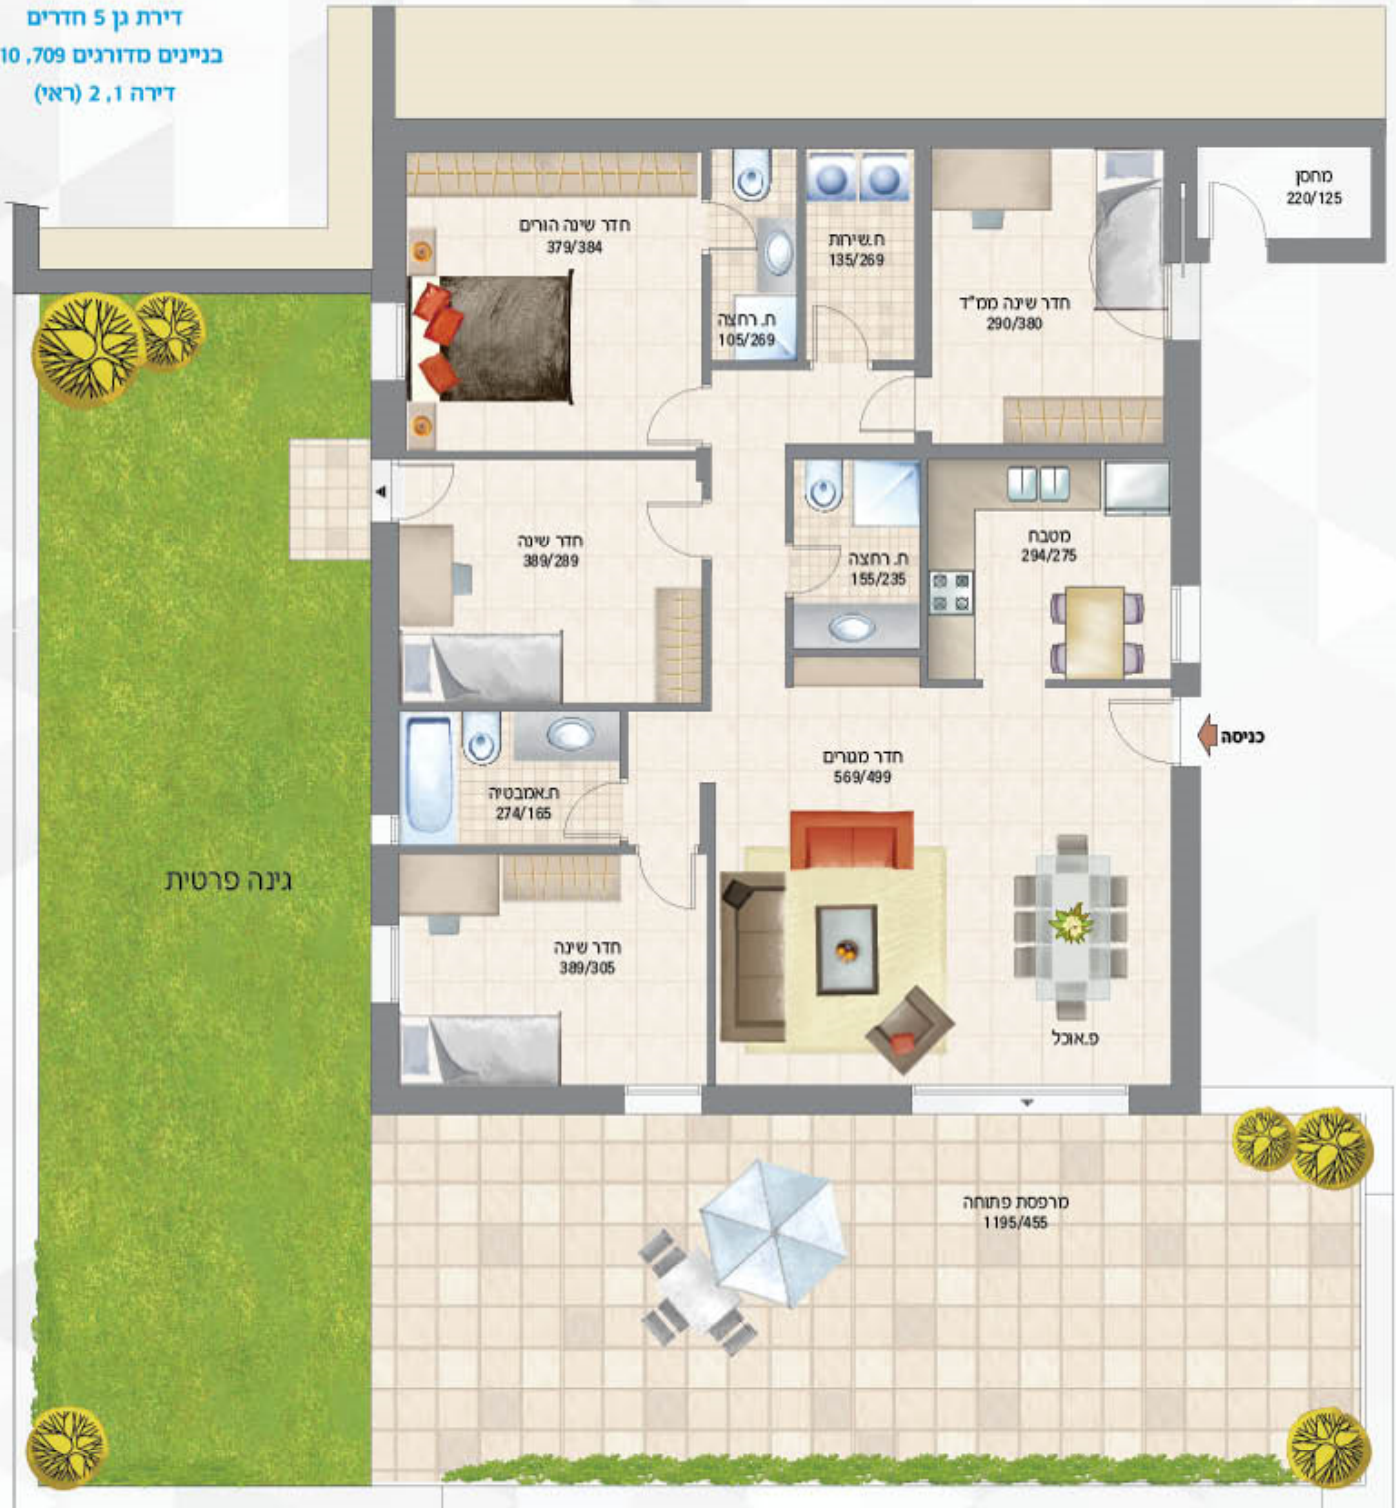 דירת גן 5 חדרים
בניינים מדורגים 709, 10
דירה 1, 2 (ראי)
מחסן
220/125
חדר שינה הורים
379/384
ח.שירות
135/269
חדר שינה ממ"ד
290/380
ח. רחצה
105/269
חדר שינה
389/289
ח. רחצה
155/235
מטבח
294/275
כניסה
חדר מגורים
569/499
ח.אמבטיה
274/165
גינה פרטית
חדר שינה
389/305
פ.אוכל
מרפסת פתוחה
1195/455